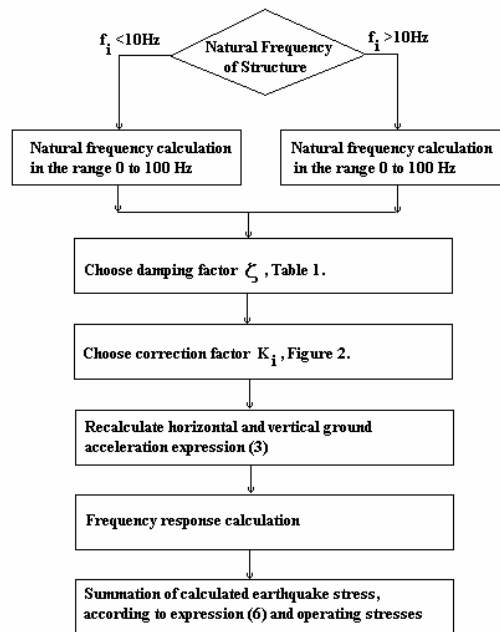 f_i <10Hz
Natural Frequency
of Structure
f_i >10Hz
Natural frequency calculation
in the range 0 to 100 Hz
Natural frequency calculation
in the range 0 to 100 Hz
Choose damping factor ζ , Table 1.
Choose correction factor K_i , Figure 2.
Recalculate horizontal and vertical ground
acceleration expression (3)
Frequency response calculation
Summation of calculated earthquake stress,
according to expression (6) and operating stresses